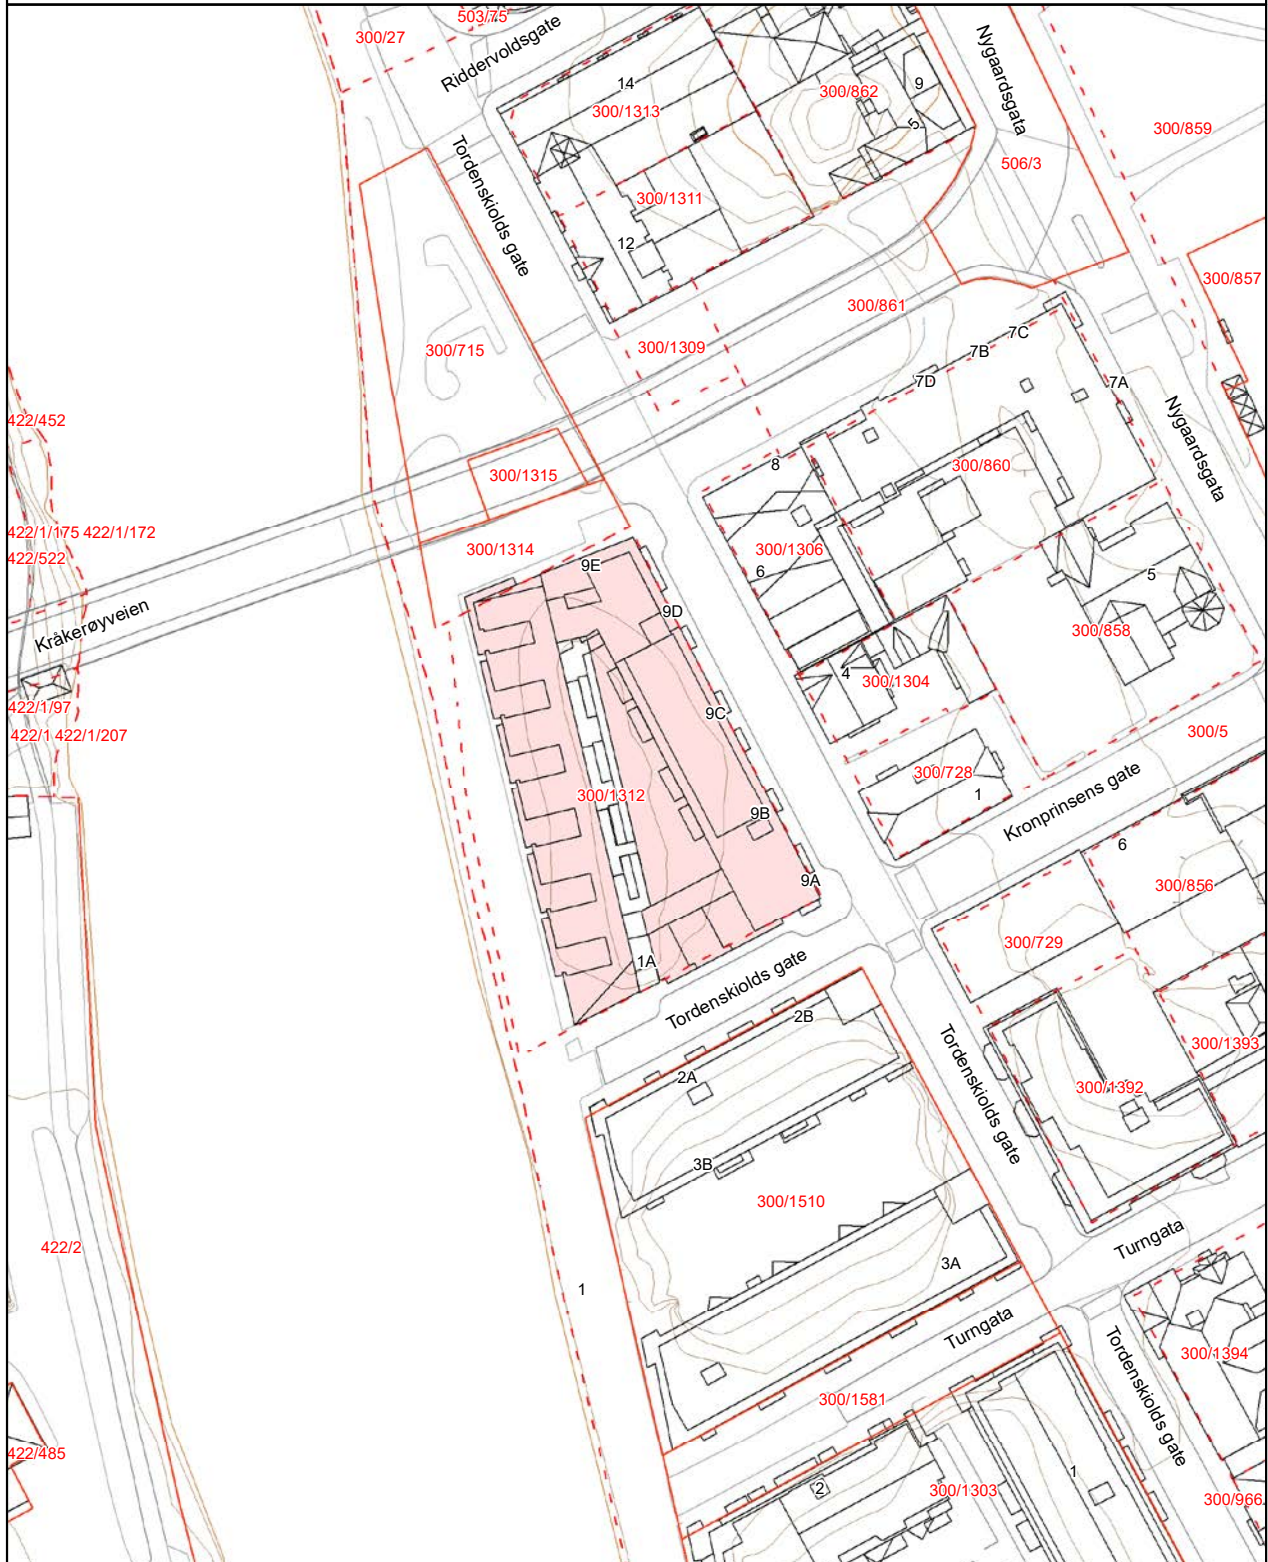 503/75
300/27
Riddervoldsgate
Nygaardsgata
14
300/1313
300/862
9
5
300/859
506/3
Tordenskiolds gate
300/1311
12
300/857
300/861
300/715
300/1309
7C
7B
7D
7A
422/452
Nygaardsgata
8
300/860
300/1315
422/1/175 422/1/172
300/1314
300/1306
422/522
9E
6
5
Kråkerøyveien
9D
300/858
4
300/1304
422/1/97
9C
422/1 422/1/207
300/5
300/728
1
300/1312
Kronprinsens gate
9B
6
9A
300/856
300/729
1A
Tordenskiolds gate
2B
Tordenskiolds gate
300/1393
2A
300/1392
3B
300/1510
Turngata
422/2
3A
1
Turngata
Tordenskiolds gate
300/1394
300/1581
422/485
1
2
300/1303
300/966